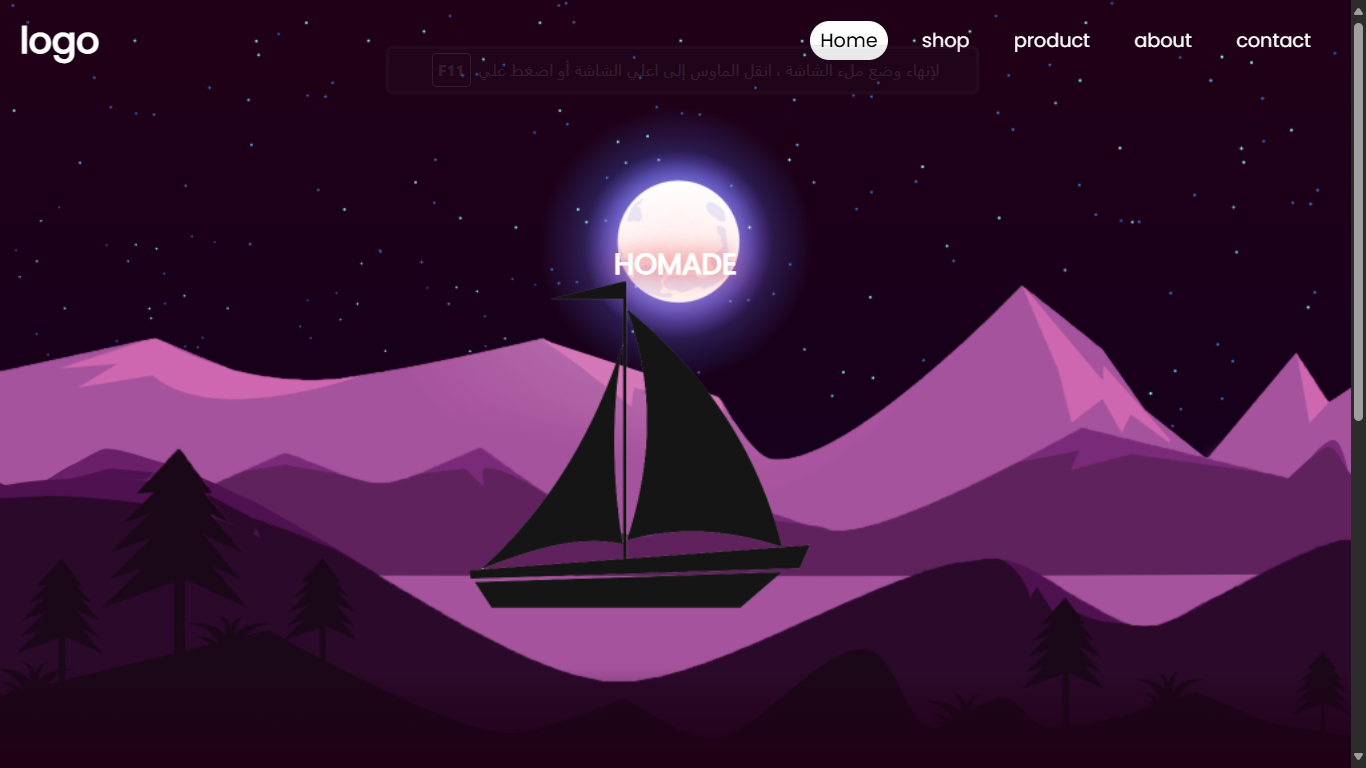 logo
Home shop product about contact
لإنهاء وضع ملء الشاشة ، انقل الماوس إلى اعلى الشاشة أو اضغط على F11
HOMADE